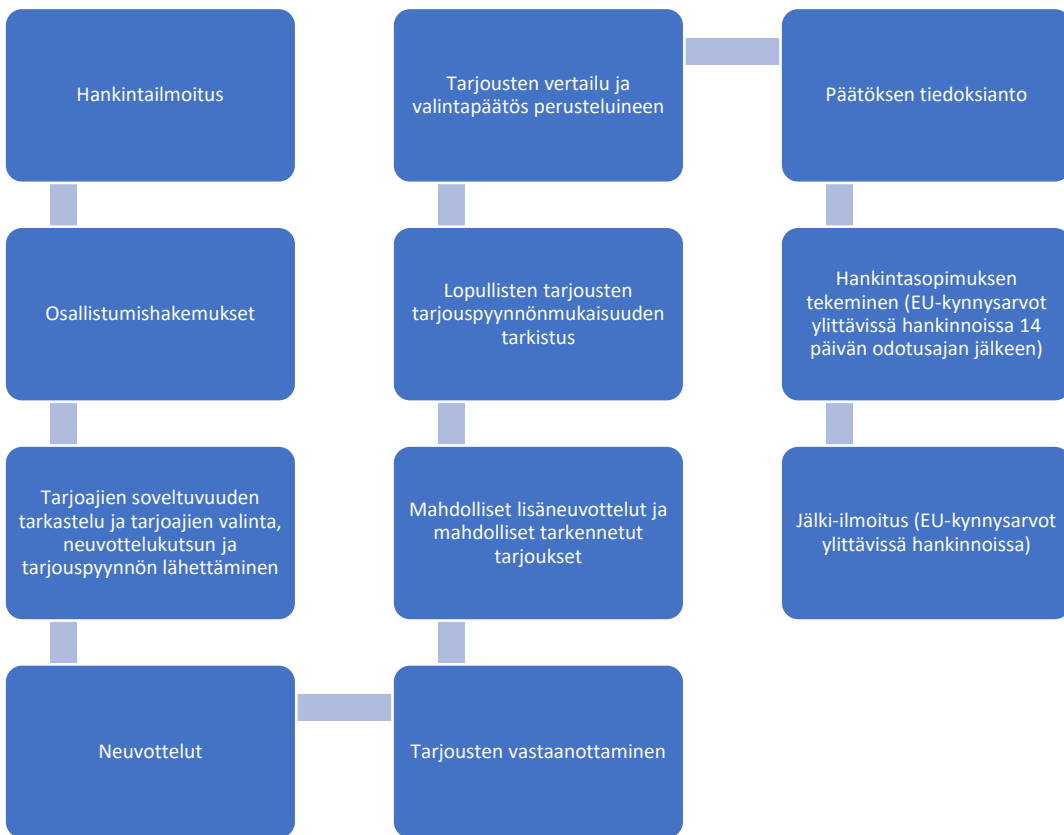 Hankintailmoitus
Osallistumishakemukset
Tarjoajien soveltuvuuden
tarkastelu ja tarjoajien valinta,
neuvottelukutsun ja
tarjouspyynnön lähettäminen
Neuvottelut
Tarjousten vastaanottaminen
Mahdolliset lisäneuvottelut ja
mahdolliset tarkennetut
tarjoukset
Lopullisten tarjousten
tarjouspyynnönmukaisuuden
tarkistus
Tarjousten vertailu ja
valintapäätös perusteluineen
Päätöksen tiedoksianto
Hankintasopimuksen
tekeminen (EU-kynnysarvot
ylittävissä hankinnoissa 14
päivän odotusajan jälkeen)
Jälki-ilmoitus (EU-kynnysarvot
ylittävissä hankinnoissa)